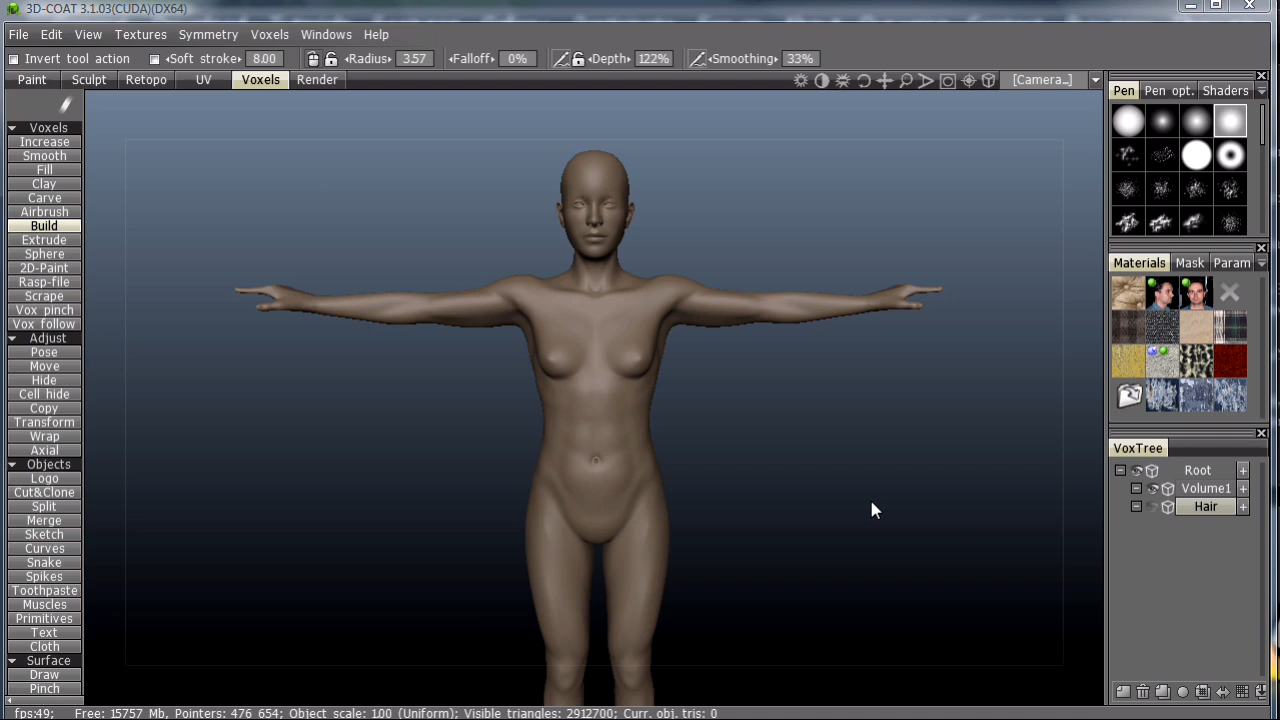 3D-COAT 3.1.03(CUDA)(DX64)
File Edit View Textures Symmetry Voxels Windows Help
Invert tool action Soft stroke 8.00 Radius 3.57 Falloff 0% Depth 122% Smoothing 33%
Paint Sculpt Retopo UV Voxels Render [Camera_]
Voxels
Increase
Smooth
Fill
Clay
Carve
Airbrush
Build
Extrude
Sphere
2D-Paint
Rasp-file
Scrape
Vox pinch
Vox follow
Adjust
Pose
Move
Hide
Cell hide
Copy
Transform
Wrap
Axial
Objects
Logo
Cut&Clone
Split
Merge
Sketch
Curves
Snake
Spikes
Toothpaste
Muscles
Primitives
Text
Cloth
Surface
Draw
Pinch
Pen Pen opt. Shaders
Materials Mask Param
VoxTree
Root +
Volume1 +
Hair +
fps:49; Free: 15757 Mb, Pointers: 476 654; Object scale: 1.00 (Uniform); Visible triangles: 2912700; Curr. obj. tris: 0